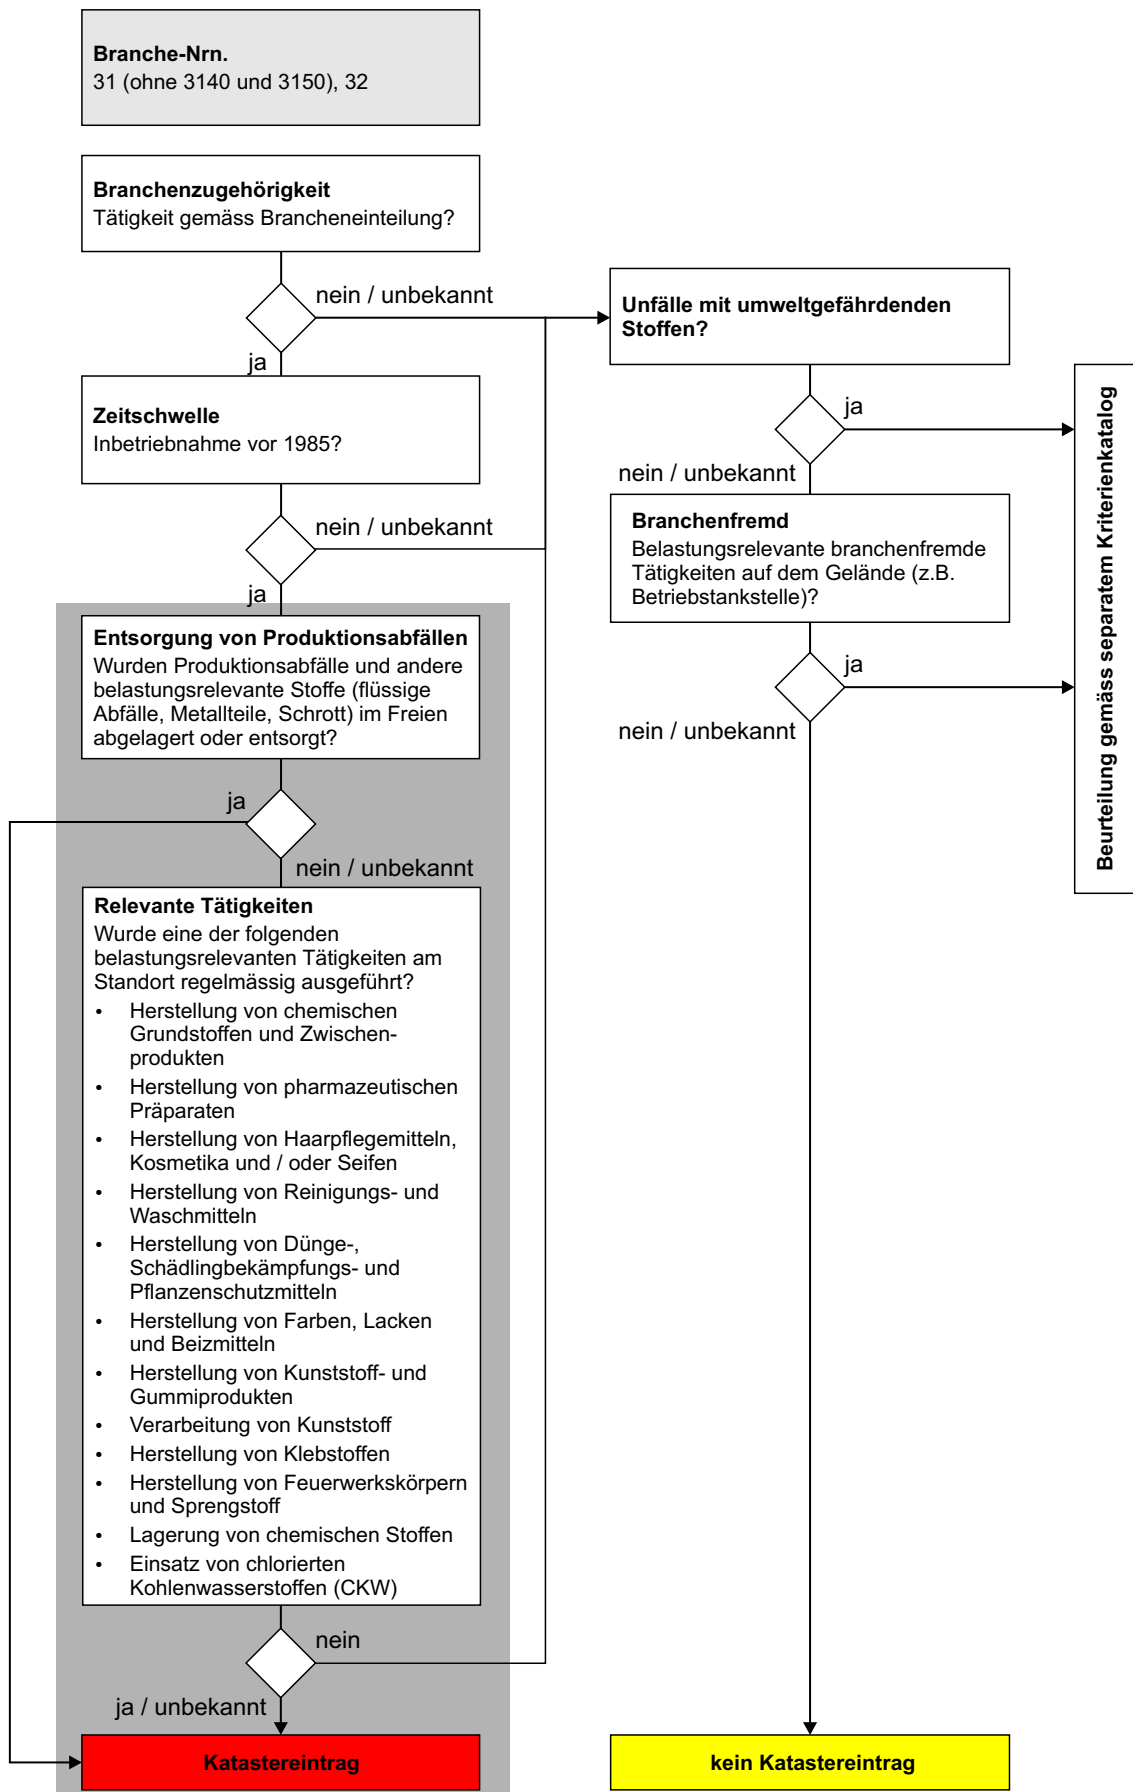 Branche-Nrn.
31 (ohne 3140 und 3150), 32
Branchenzugehörigkeit
Tätigkeit gemäss Brancheneinteilung?
nein / unbekannt
ja
Zeitschwelle
Inbetriebnahme vor 1985?
nein / unbekannt
ja
Entsorgung von Produktionsabfällen
Wurden Produktionsabfälle und andere
belastungsrelevante Stoffe (flüssige
Abfälle, Metallteile, Schrott) im Freien
abgelagert oder entsorgt?
ja
nein / unbekannt
Relevante Tätigkeiten
Wurde eine der folgenden
belastungsrelevanten Tätigkeiten am
Standort regelmässig ausgeführt?
• Herstellung von chemischen
Grundstoffen und Zwischen-
produkten
• Herstellung von pharmazeutischen
Präparaten
• Herstellung von Haarpflegemitteln,
Kosmetika und / oder Seifen
• Herstellung von Reinigungs- und
Waschmitteln
• Herstellung von Dünge-,
Schädlingbekämpfungs- und
Pflanzenschutzmitteln
• Herstellung von Farben, Lacken
und Beizmitteln
• Herstellung von Kunststoff- und
Gummiprodukten
• Verarbeitung von Kunststoff
• Herstellung von Klebstoffen
• Herstellung von Feuerwerkskörpern
und Sprengstoff
• Lagerung von chemischen Stoffen
• Einsatz von chlorierten
Kohlenwasserstoffen (CKW)
nein
ja / unbekannt
Katastereintrag
Unfälle mit umweltgefährdenden
Stoffen?
ja
nein / unbekannt
Branchenfremd
Belastungsrelevante branchenfremde
Tätigkeiten auf dem Gelände (z.B.
Betriebstankstelle)?
ja
nein / unbekannt
kein Katastereintrag
Beurteilung gemäss separatem Kriterienkatalog